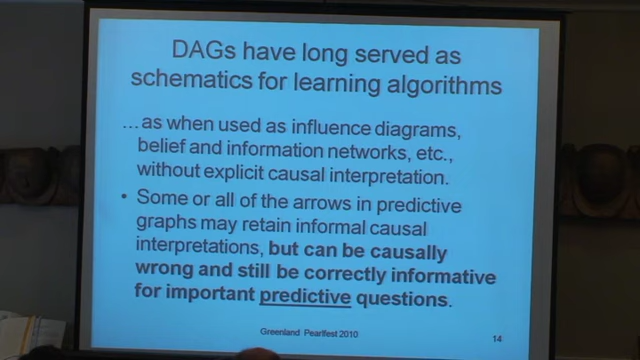 DAGs have long served as
schematics for learning algorithms
…as when used as influence diagrams,
belief and information networks, etc.,
without explicit causal interpretation.
• Some or all of the arrows in predictive
graphs may retain informal causal
interpretations, but can be causally
wrong and still be correctly informative
for important predictive questions.
Greenland Pearlfest 2010
14